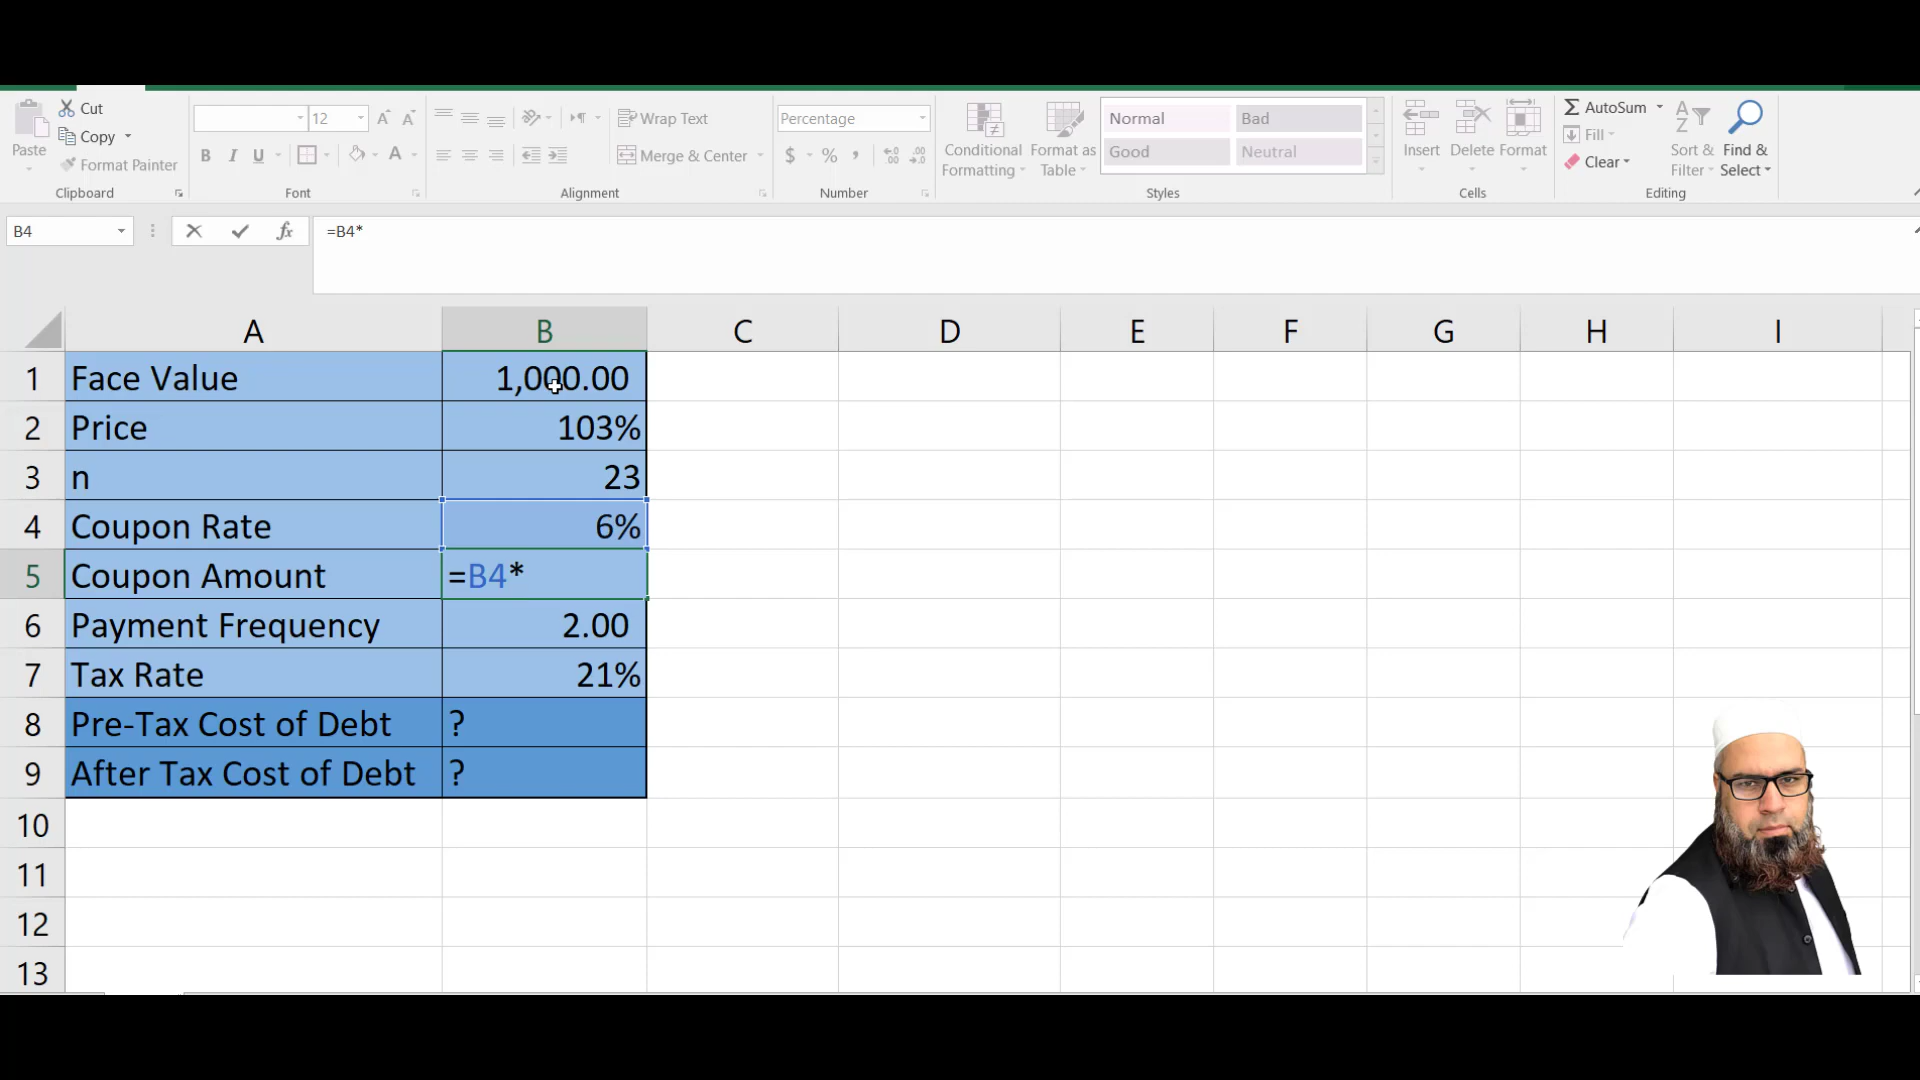 Cut
Copy
Format Painter
Paste
Clipboard
12
B I U A
Font
Wrap Text
Merge & Center
Alignment
Percentage
$ % ,
Number
Conditional Formatting
Format as Table
Normal Bad
Good Neutral
Styles
Insert Delete Format
Cells
AutoSum
Fill
Clear
Sort & Filter
Find & Select
Editing
B4 fx =B4*
A B C D E F G H I
1 Face Value 1,000.00
2 Price 103%
3 n 23
4 Coupon Rate 6%
5 Coupon Amount =B4*
6 Payment Frequency 2.00
7 Tax Rate 21%
8 Pre-Tax Cost of Debt ?
9 After Tax Cost of Debt ?
10
11
12
13